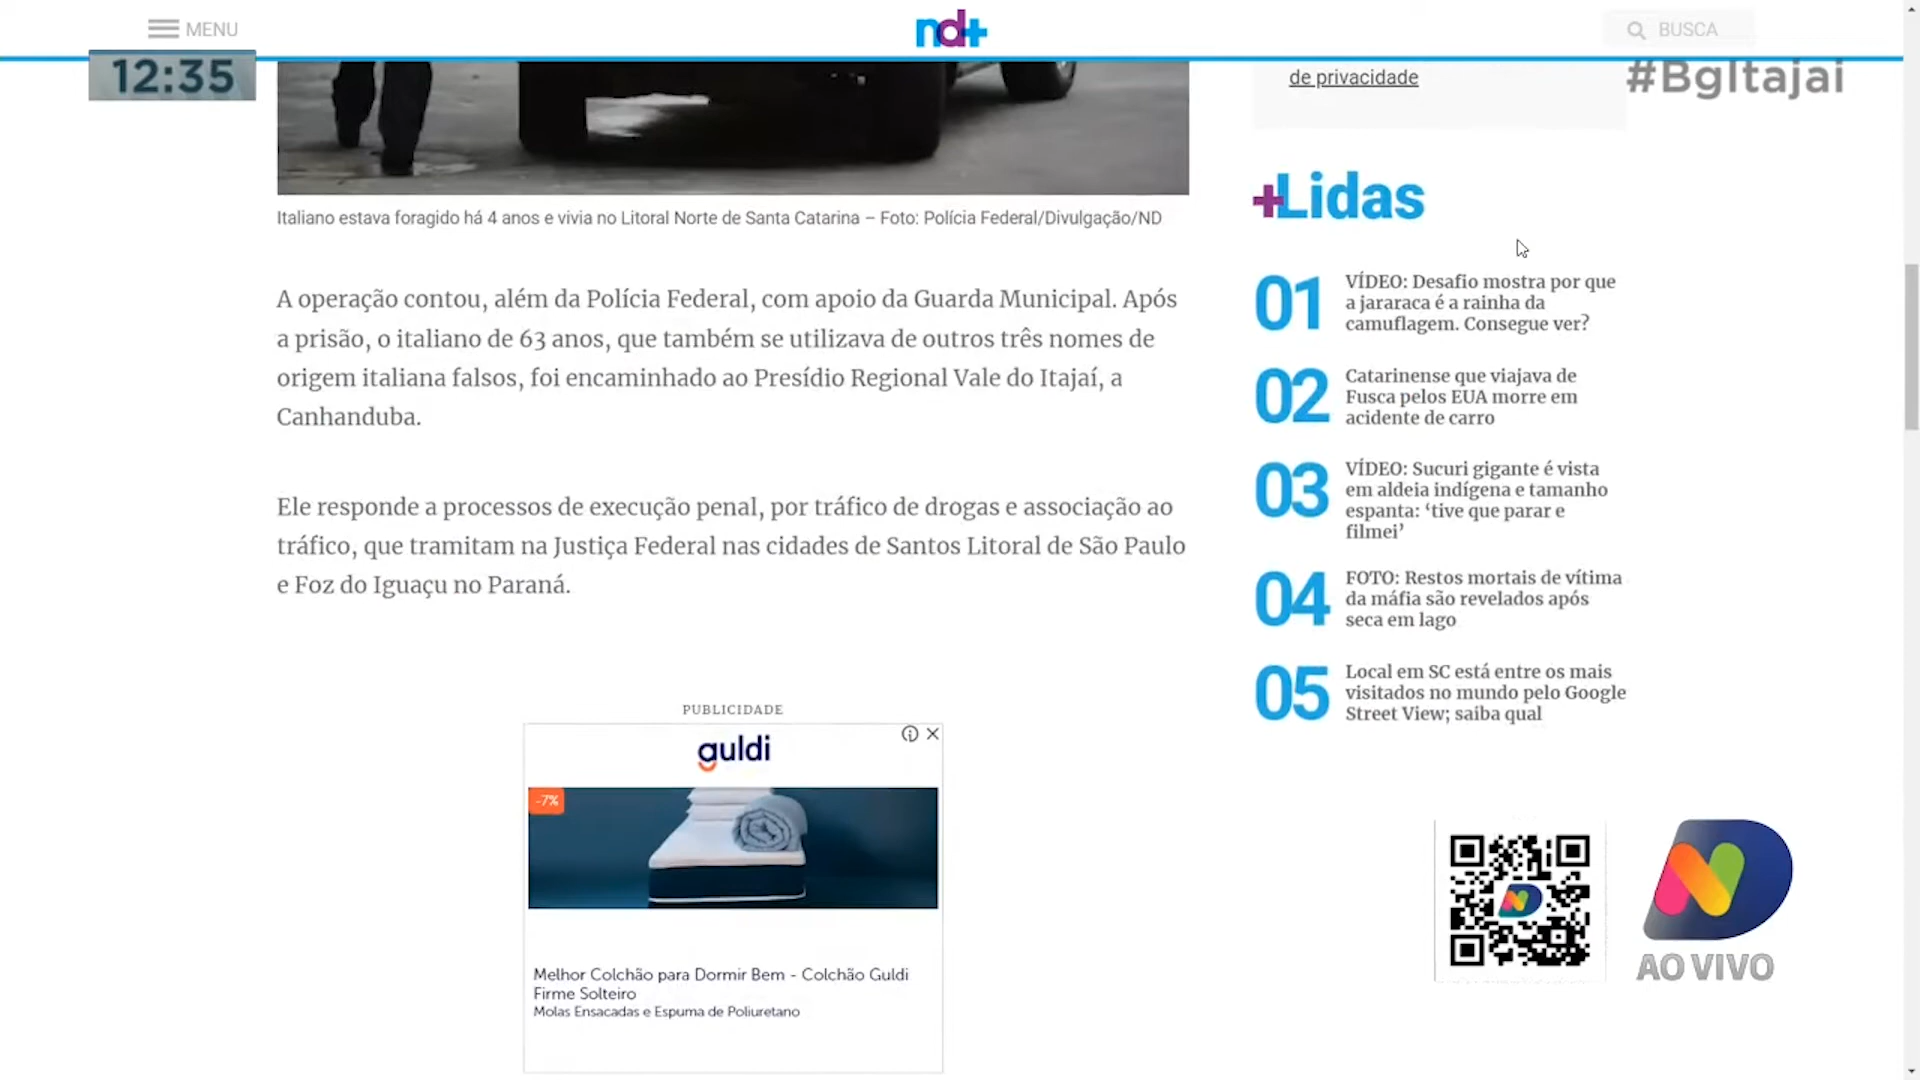 MENU
nd+
BUSCA
12:35
#BgItajai
de privacidade
Italiano estava foragido há 4 anos e vivia no Litoral Norte de Santa Catarina – Foto: Polícia Federal/Divulgação/ND
A operação contou, além da Polícia Federal, com apoio da Guarda Municipal. Após
a prisão, o italiano de 63 anos, que também se utilizava de outros três nomes de
origem italiana falsos, foi encaminhado ao Presídio Regional Vale do Itajaí, a
Canhanduba.
Ele responde a processos de execução penal, por tráfico de drogas e associação ao
tráfico, que tramitam na Justiça Federal nas cidades de Santos Litoral de São Paulo
e Foz do Iguaçu no Paraná.
PUBLICIDADE
guldi
-7%
Melhor Colchão para Dormir Bem - Colchão Guldi
Firme Solteiro
Molas Ensacadas e Espuma de Poliuretano
+Lidas
01
VÍDEO: Desafio mostra por que
a jararaca é a rainha da
camuflagem. Consegue ver?
02
Catarinense que viajava de
Fusca pelos EUA morre em
acidente de carro
03
VÍDEO: Sucuri gigante é vista
em aldeia indígena e tamanho
espanta: ‘tive que parar e
filmei’
04
FOTO: Restos mortais de vítima
da máfia são revelados após
seca em lago
05
Local em SC está entre os mais
visitados no mundo pelo Google
Street View; saiba qual
AO VIVO